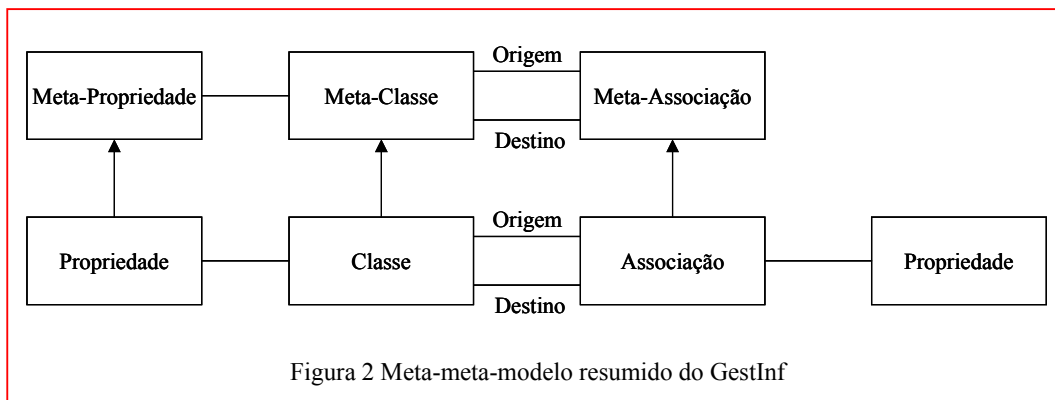 Origem
Meta-Propriedade
Meta-Classe
Meta-Associação
Destino
Origem
Propriedade
Classe
Associação
Propriedade
Destino
Figura 2 Meta-meta-modelo resumido do GestInf